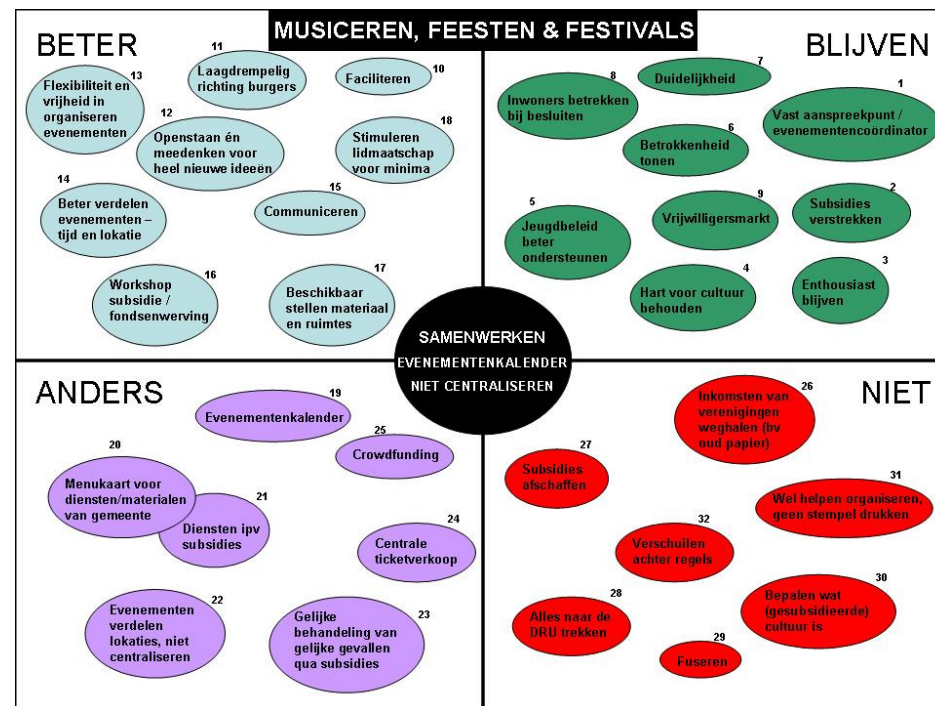 MUSICEREN, FEESTEN & FESTIVALS
BETER
13
Flexibiliteit en
vrijheid in
organiseren
evenementen
11
Laagdrempelig
richting burgers
10
Faciliteren
12
Openstaan én
meedenken voor
heel nieuwe ideeën
18
Stimuleren
lidmaatschap
voor minima
14
Beter verdelen
evenementen –
tijd en lokatie
15
Communiceren
16
Workshop
subsidie /
fondsenwerving
17
Beschikbaar
stellen materiaal
en ruimtes
BLIJVEN
8
Inwoners betrekken
bij besluiten
7
Duidelijkheid
1
Vast aanspreekpunt /
evenementencoördinator
6
Betrokkenheid
tonen
5
Jeugdbeleid
beter
ondersteunen
9
Vrijwilligersmarkt
2
Subsidies
verstrekken
4
Hart voor cultuur
behouden
3
Enthousiast
blijven
SAMENWERKEN
EVENEMENTENKALENDER
NIET CENTRALISEREN
ANDERS
19
Evenementenkalender
25
Crowdfunding
20
Menukaart voor
diensten/materialen
van gemeente
21
Diensten ipv
subsidies
24
Centrale
ticketverkoop
22
Evenementen
verdelen
lokaties, niet
centraliseren
23
Gelijke
behandeling van
gelijke gevallen
qua subsidies
NIET
26
Inkomsten van
verenigingen
weghalen (bv
oud papier)
27
Subsidies
afschaffen
31
Wel helpen organiseren,
geen stempel drukken
32
Verschuilen
achter regels
28
Alles naar de
DRU trekken
30
Bepalen wat
(gesubsidieerde)
cultuur is
29
Fuseren